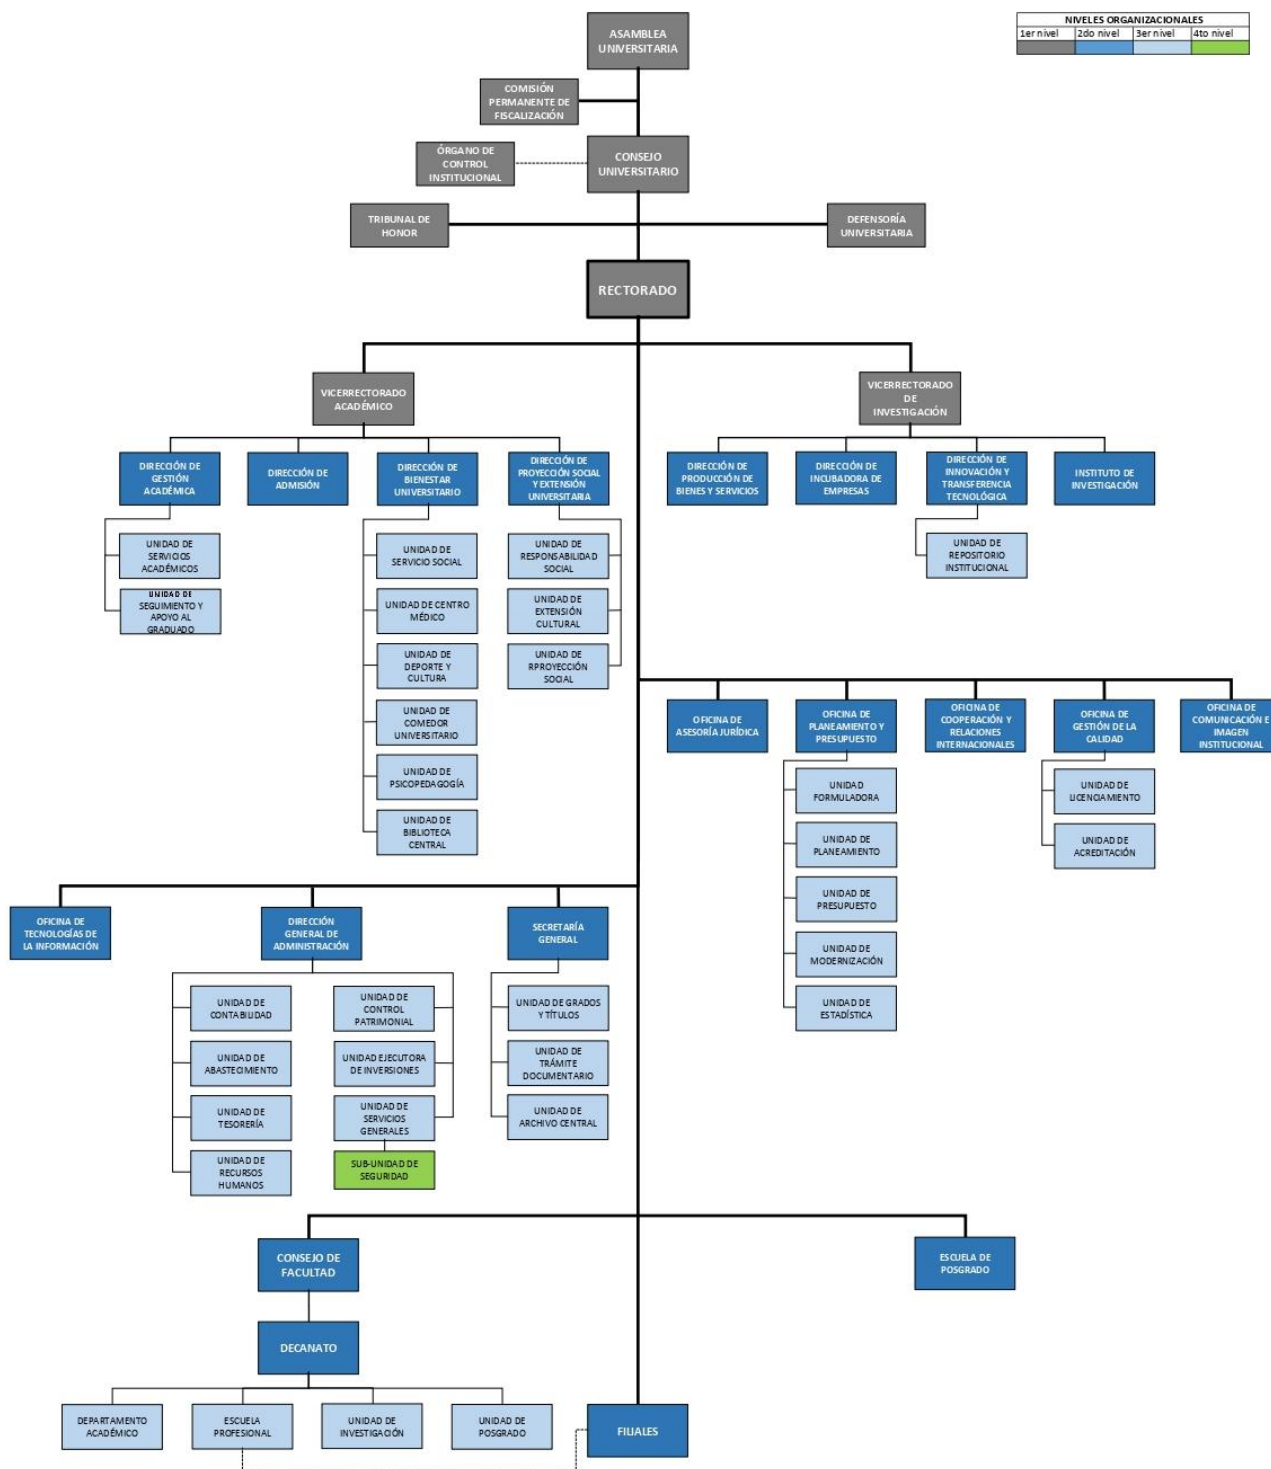 NIVELES ORGANIZACIONALES
1er nivel 2do nivel 3er nivel 4to nivel
ASAMBLEA
UNIVERSITARIA
COMISIÓN
PERMANENTE DE
FISCALIZACIÓN
ÓRGANO DE
CONTROL
INSTITUCIONAL
CONSEJO
UNIVERSITARIO
TRIBUNAL DE
HONOR
DEFENSORÍA
UNIVERSITARIA
RECTORADO
VICERRECTORADO
ACADÉMICO
VICERRECTORADO
DE
INVESTIGACIÓN
DIRECCIÓN DE
GESTIÓN
ACADÉMICA
DIRECCIÓN DE
ADMISIÓN
DIRECCIÓN DE
BIENESTAR
UNIVERSITARIO
DIRECCIÓN DE
PROYECCIÓN SOCIAL
Y EXTENSIÓN
UNIVERSITARIA
DIRECCIÓN DE
PRODUCCIÓN DE
BIENES Y SERVICIOS
DIRECCIÓN DE
INCUBADORA DE
EMPRESAS
DIRECCIÓN DE
INNOVACIÓN Y
TRANSFERENCIA
TECNOLÓGICA
INSTITUTO DE
INVESTIGACIÓN
UNIDAD DE
SERVICIOS
ACADÉMICOS
UNIDAD DE
SEGUIMIENTO Y
APOYO AL
GRADUADO
UNIDAD DE
SERVICIO SOCIAL
UNIDAD DE CENTRO
MÉDICO
UNIDAD DE
DEPORTE Y
CULTURA
UNIDAD DE
COMEDOR
UNIVERSITARIO
UNIDAD DE
PSICOPEDAGOGÍA
UNIDAD DE
BIBLIOTECA
CENTRAL
UNIDAD DE
RESPONSABILIDAD
SOCIAL
UNIDAD DE
EXTENSIÓN
CULTURAL
UNIDAD DE
RPROYECCIÓN
SOCIAL
UNIDAD DE
REPOSITORIO
INSTITUCIONAL
OFICINA DE
ASESORÍA JURÍDICA
OFICINA DE
PLANEAMIENTO Y
PRESUPUESTO
OFICINA DE
COOPERACIÓN Y
RELACIONES
INTERNACIONALES
OFICINA DE
GESTIÓN DE LA
CALIDAD
OFICINA DE
COMUNICACIÓN E
IMAGEN
INSTITUCIONAL
UNIDAD
FORMULADORA
UNIDAD DE
PLANEAMIENTO
UNIDAD DE
PRESUPUESTO
UNIDAD DE
MODERNIZACIÓN
UNIDAD DE
ESTADÍSTICA
UNIDAD DE
LICENCIAMIENTO
UNIDAD DE
ACREDITACIÓN
OFICINA DE
TECNOLOGÍAS DE
LA INFORMACIÓN
DIRECCIÓN
GENERAL DE
ADMINISTRACIÓN
SECRETARÍA
GENERAL
UNIDAD DE
CONTABILIDAD
UNIDAD DE
ABASTECIMIENTO
UNIDAD DE
TESORERÍA
UNIDAD DE
RECURSOS
HUMANOS
UNIDAD DE
CONTROL
PATRIMONIAL
UNIDAD EJECUTORA
DE INVERSIONES
UNIDAD DE
SERVICIOS
GENERALES
SUB-UNIDAD DE
SEGURIDAD
UNIDAD DE GRADOS
Y TÍTULOS
UNIDAD DE
TRÁMITE
DOCUMENTARIO
UNIDAD DE
ARCHIVO CENTRAL
CONSEJO DE
FACULTAD
ESCUELA DE
POSGRADO
DECANATO
DEPARTAMENTO
ACADÉMICO
ESCUELA
PROFESIONAL
UNIDAD DE
INVESTIGACIÓN
UNIDAD DE
POSGRADO
FILIALES